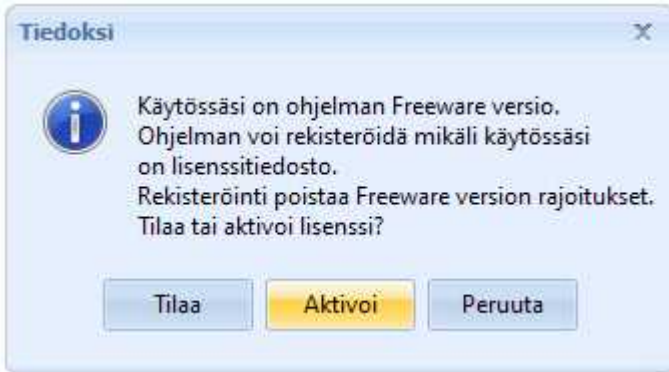 Tiedoksi
Käytössäsi on ohjelman Freeware versio.
Ohjelman voi rekisteröidä mikäli käytössäsi
on lisenssitiedosto.
Rekisteröinti poistaa Freeware version rajoitukset.
Tilaa tai aktivoi lisenssi?
Tilaa
Aktivoi
Peruuta